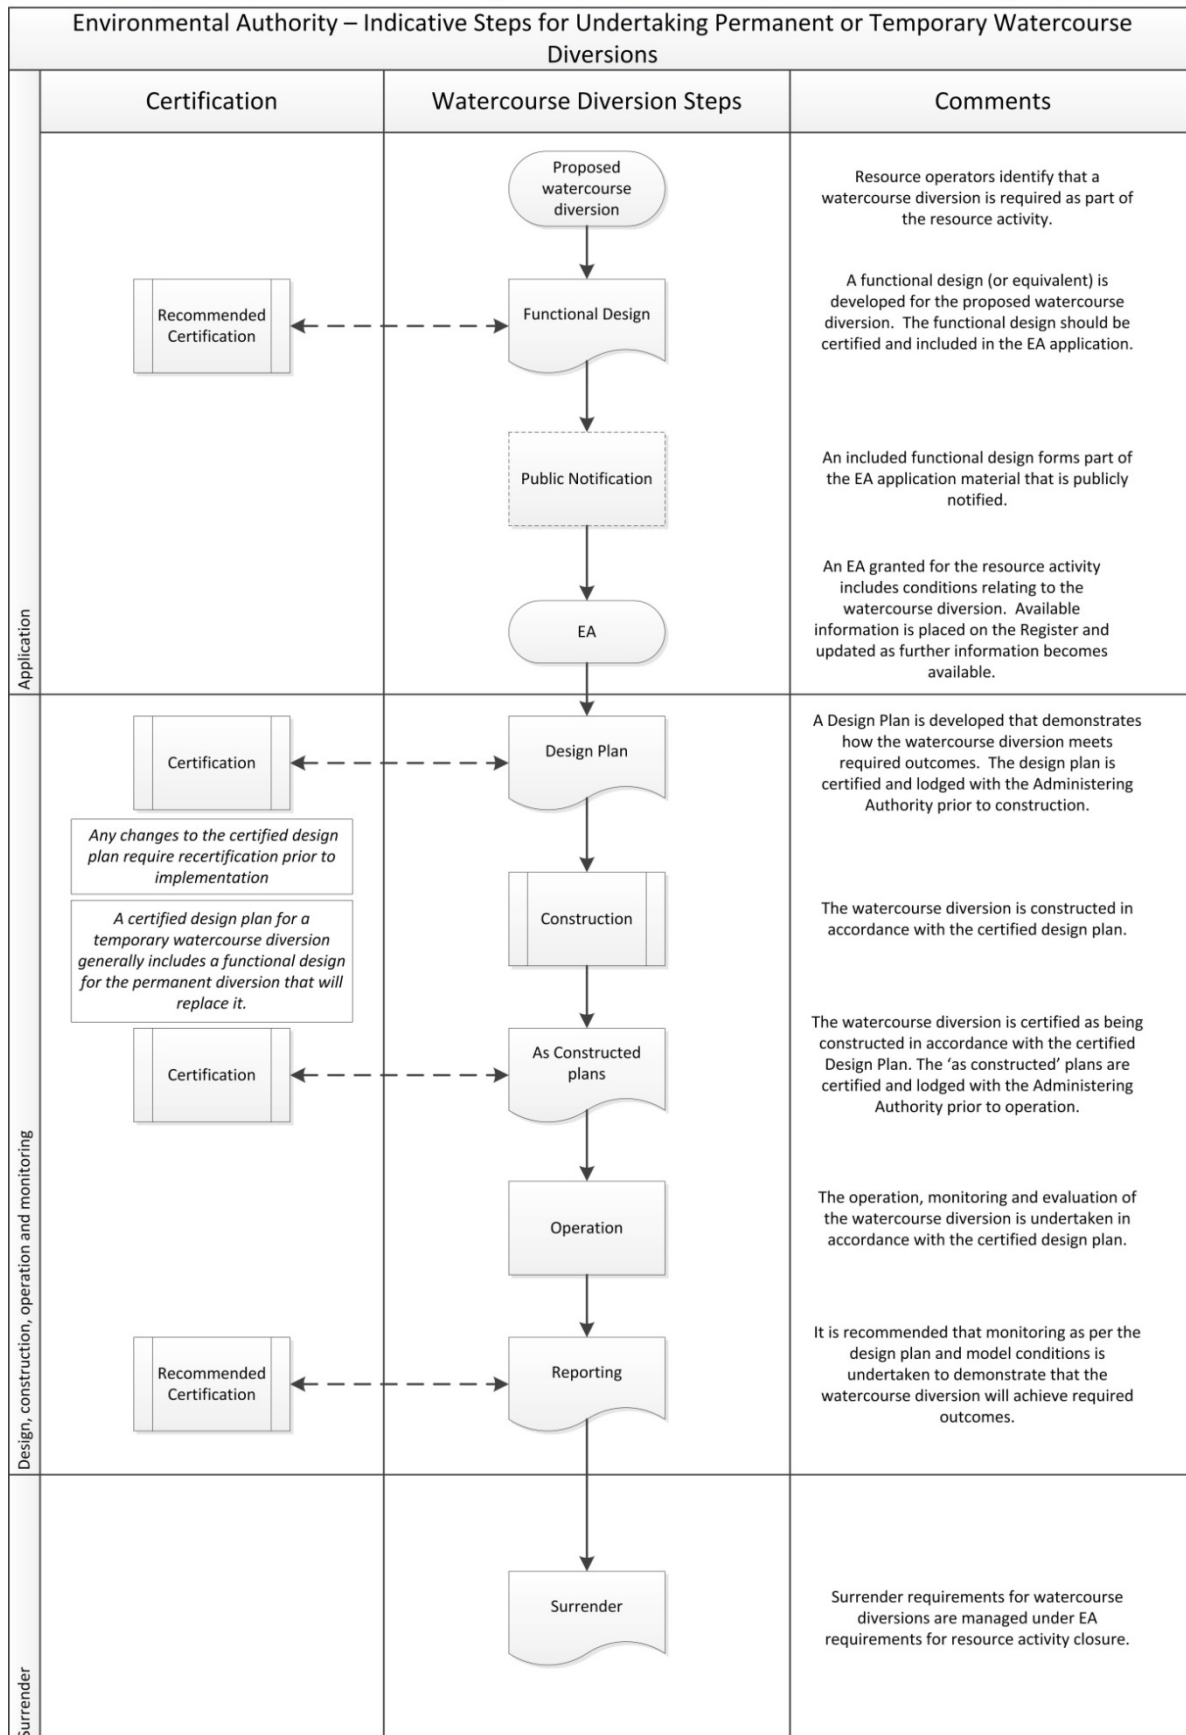 Environmental Authority – Indicative Steps for Undertaking Permanent or Temporary Watercourse
Diversions
Certification
Watercourse Diversion Steps
Comments
Application
Proposed
watercourse
diversion
Resource operators identify that a
watercourse diversion is required as part of
the resource activity.
Recommended
Certification
Functional Design
A functional design (or equivalent) is
developed for the proposed watercourse
diversion. The functional design should be
certified and included in the EA application.
Public Notification
An included functional design forms part of
the EA application material that is publicly
notified.
EA
An EA granted for the resource activity
includes conditions relating to the
watercourse diversion. Available
information is placed on the Register and
updated as further information becomes
available.
Design, construction, operation and monitoring
Certification
Design Plan
A Design Plan is developed that demonstrates
how the watercourse diversion meets
required outcomes. The design plan is
certified and lodged with the Administering
Authority prior to construction.
Any changes to the certified design
plan require recertification prior to
implementation
A certified design plan for a
temporary watercourse diversion
generally includes a functional design
for the permanent diversion that will
replace it.
Construction
The watercourse diversion is constructed in
accordance with the certified design plan.
Certification
As Constructed
plans
The watercourse diversion is certified as being
constructed in accordance with the certified
Design Plan. The ‘as constructed’ plans are
certified and lodged with the Administering
Authority prior to operation.
Operation
The operation, monitoring and evaluation of
the watercourse diversion is undertaken in
accordance with the certified design plan.
Recommended
Certification
Reporting
It is recommended that monitoring as per the
design plan and model conditions is
undertaken to demonstrate that the
watercourse diversion will achieve required
outcomes.
Surrender
Surrender
Surrender requirements for watercourse
diversions are managed under EA
requirements for resource activity closure.